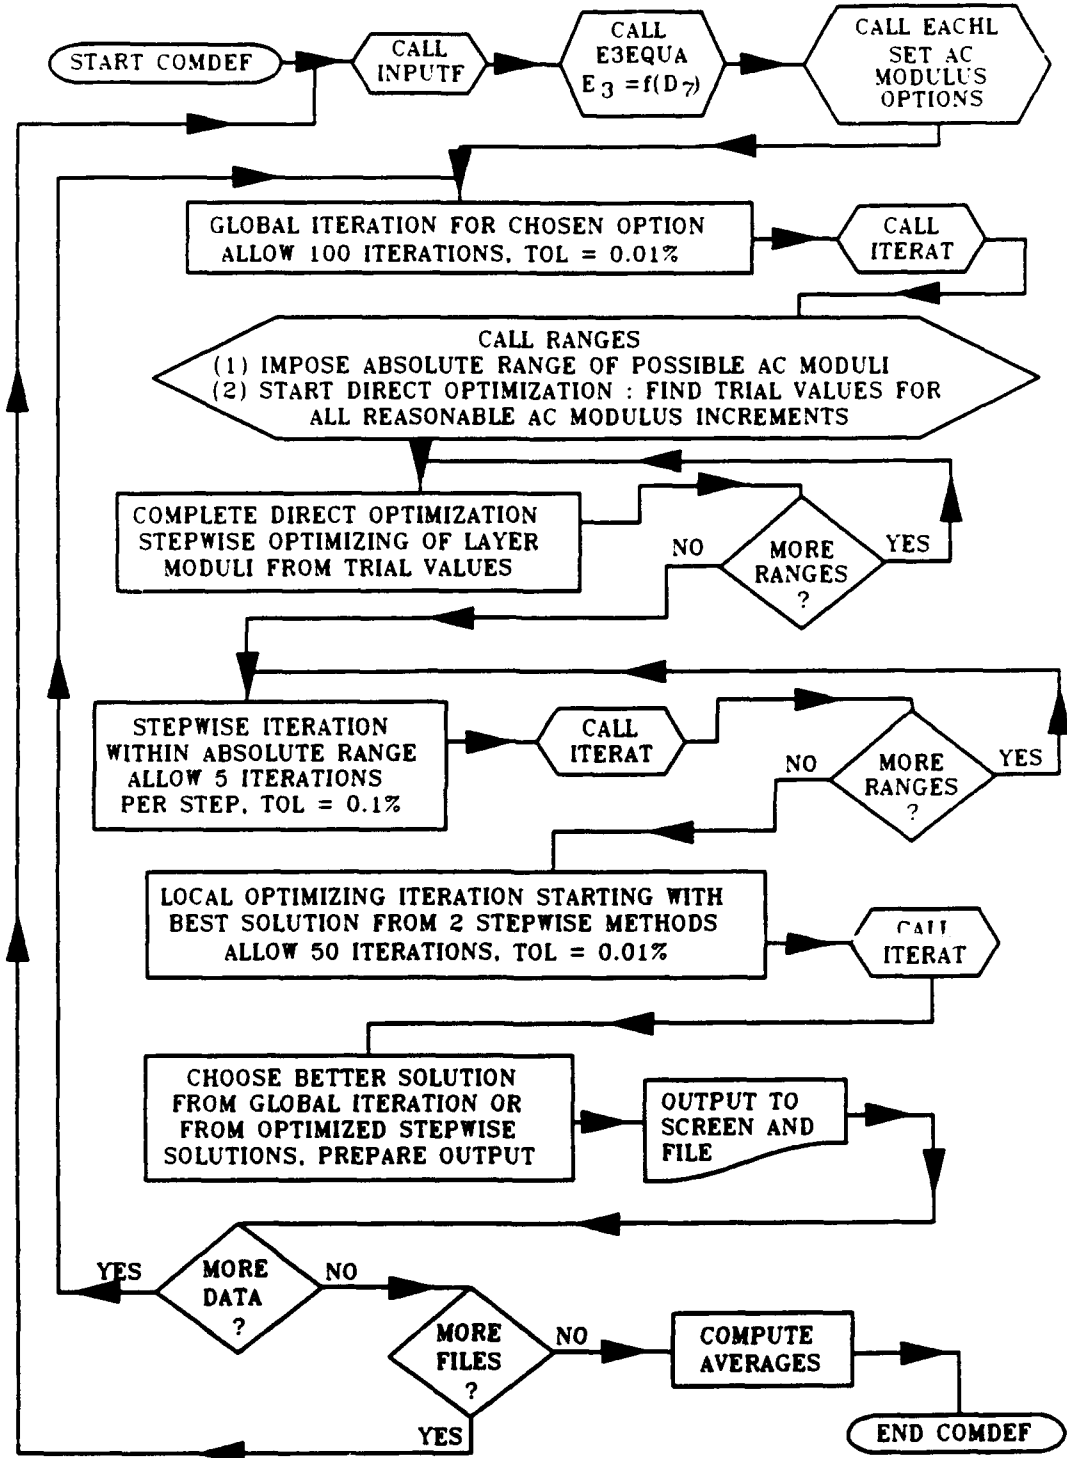 START COMDEF
CALL
INPUTF
CALL
E3EQUA
E3 = f(D7)
CALL EACHL
SET AC
MODULUS
OPTIONS
GLOBAL ITERATION FOR CHOSEN OPTION
ALLOW 100 ITERATIONS, TOL = 0.01%
CALL
ITERAT
CALL RANGES
(1) IMPOSE ABSOLUTE RANGE OF POSSIBLE AC MODULI
(2) START DIRECT OPTIMIZATION : FIND TRIAL VALUES FOR
ALL REASONABLE AC MODULUS INCREMENTS
COMPLETE DIRECT OPTIMIZATION
STEPWISE OPTIMIZING OF LAYER
MODULI FROM TRIAL VALUES
NO
MORE
RANGES
?
YES
STEPWISE ITERATION
WITHIN ABSOLUTE RANGE
ALLOW 5 ITERATIONS
PER STEP, TOL = 0.1%
CALL
ITERAT
NO
MORE
RANGES
?
YES
LOCAL OPTIMIZING ITERATION STARTING WITH
BEST SOLUTION FROM 2 STEPWISE METHODS
ALLOW 50 ITERATIONS, TOL = 0.01%
CALL
ITERAT
CHOOSE BETTER SOLUTION
FROM GLOBAL ITERATION OR
FROM OPTIMIZED STEPWISE
SOLUTIONS, PREPARE OUTPUT
OUTPUT TO
SCREEN AND
FILE
YES
MORE
DATA
?
NO
MORE
FILES
?
NO
COMPUTE
AVERAGES
YES
END COMDEF